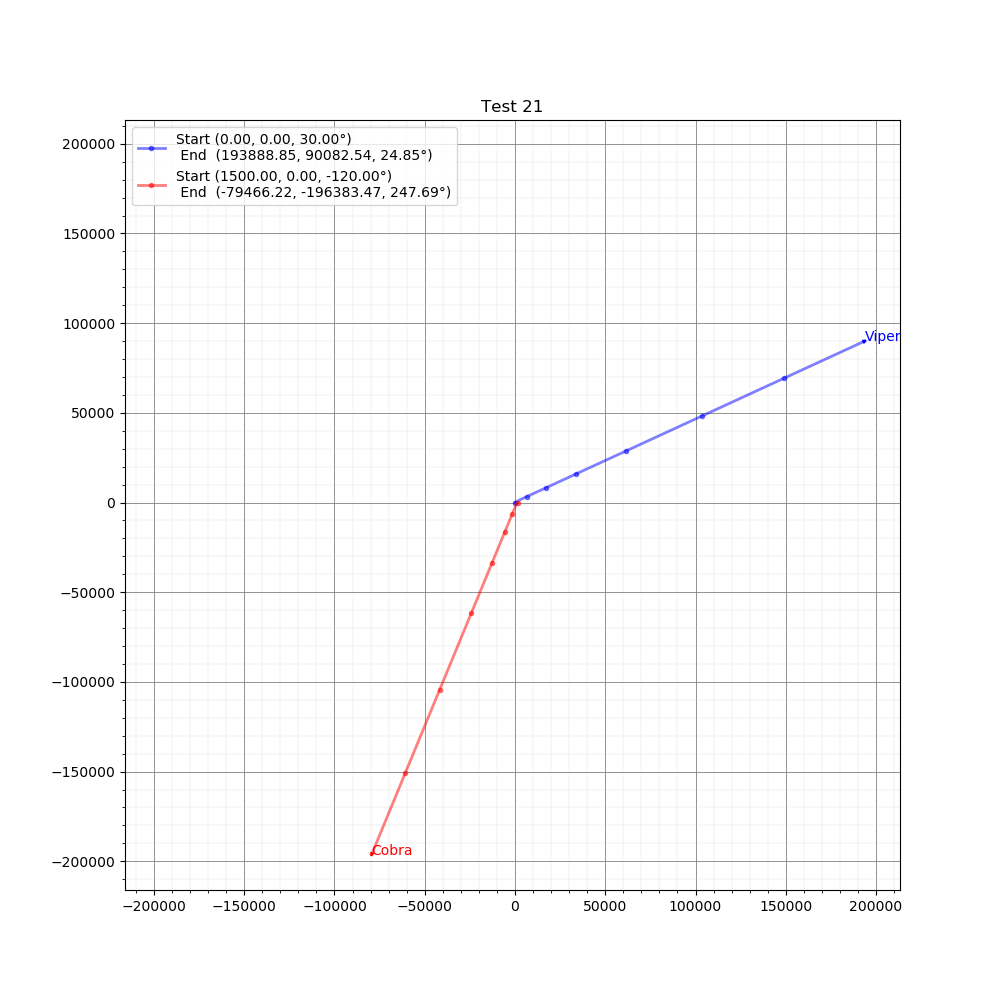 Test 21
Start (0.00, 0.00, 30.00°)
End  (193888.85, 90082.54, 24.85°)
Start (1500.00, 0.00, -120.00°)
End  (-79466.22, -196383.47, 247.69°)
200000
150000
100000
Viper
50000
0
−50000
−100000
−150000
Cobra
−200000
−200000 −150000 −100000 −50000 0 50000 100000 150000 200000